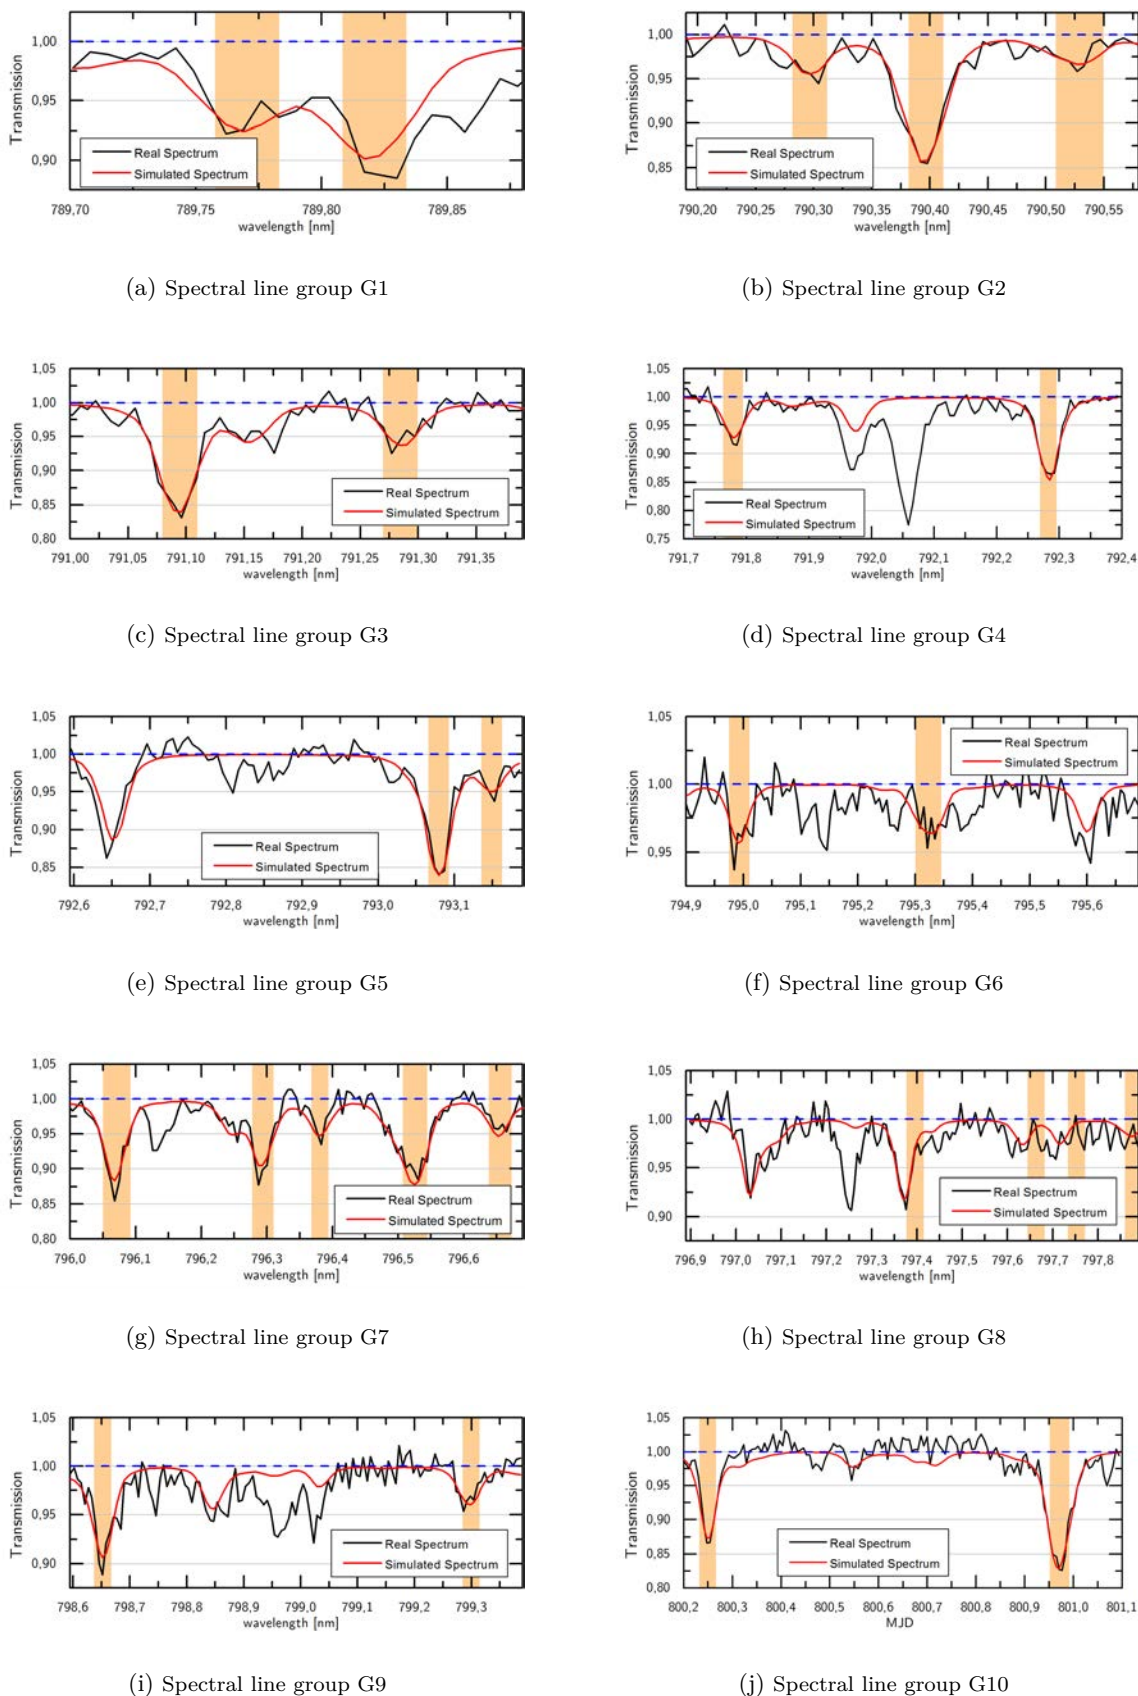 1,00
0,95
0,90
Transmission
Real Spectrum
Simulated Spectrum
789,70 789,75 789,80 789,85
wavelength [nm]
(a) Spectral line group G1
1,00
0,95
0,90
0,85
Transmission
Real Spectrum
Simulated Spectrum
790,20 790,25 790,30 790,35 790,40 790,45 790,50 790,55
wavelength [nm]
(b) Spectral line group G2
1,05
1,00
0,95
0,90
0,85
0,80
Transmission
Real Spectrum
Simulated Spectrum
791,00 791,05 791,10 791,15 791,20 791,25 791,30 791,35
wavelength [nm]
(c) Spectral line group G3
1,05
1,00
0,95
0,90
0,85
0,80
0,75
Transmission
Real Spectrum
Simulated Spectrum
791,7 791,8 791,9 792,0 792,1 792,2 792,3 792,4
wavelength [nm]
(d) Spectral line group G4
1,05
1,00
0,95
0,90
0,85
Transmission
Real Spectrum
Simulated Spectrum
792,6 792,7 792,8 792,9 793,0 793,1
wavelength [nm]
(e) Spectral line group G5
1,05
1,00
0,95
Transmission
Real Spectrum
Simulated Spectrum
794,9 795,0 795,1 795,2 795,3 795,4 795,5 795,6
wavelength [nm]
(f) Spectral line group G6
1,05
1,00
0,95
0,90
0,85
0,80
Transmission
Real Spectrum
Simulated Spectrum
796,0 796,1 796,2 796,3 796,4 796,5 796,6
wavelength [nm]
(g) Spectral line group G7
1,05
1,00
0,95
0,90
Transmission
Real Spectrum
Simulated Spectrum
796,9 797,0 797,1 797,2 797,3 797,4 797,5 797,6 797,7 797,8
wavelength [nm]
(h) Spectral line group G8
1,05
1,00
0,95
0,90
Transmission
Real Spectrum
Simulated Spectrum
798,6 798,7 798,8 798,9 799,0 799,1 799,2 799,3
wavelength [nm]
(i) Spectral line group G9
1,05
1,00
0,95
0,90
0,85
0,80
Transmission
Real Spectrum
Simulated Spectrum
800,2 800,3 800,4 800,5 800,6 800,7 800,8 800,9 801,0 801,1
MJD
(j) Spectral line group G10